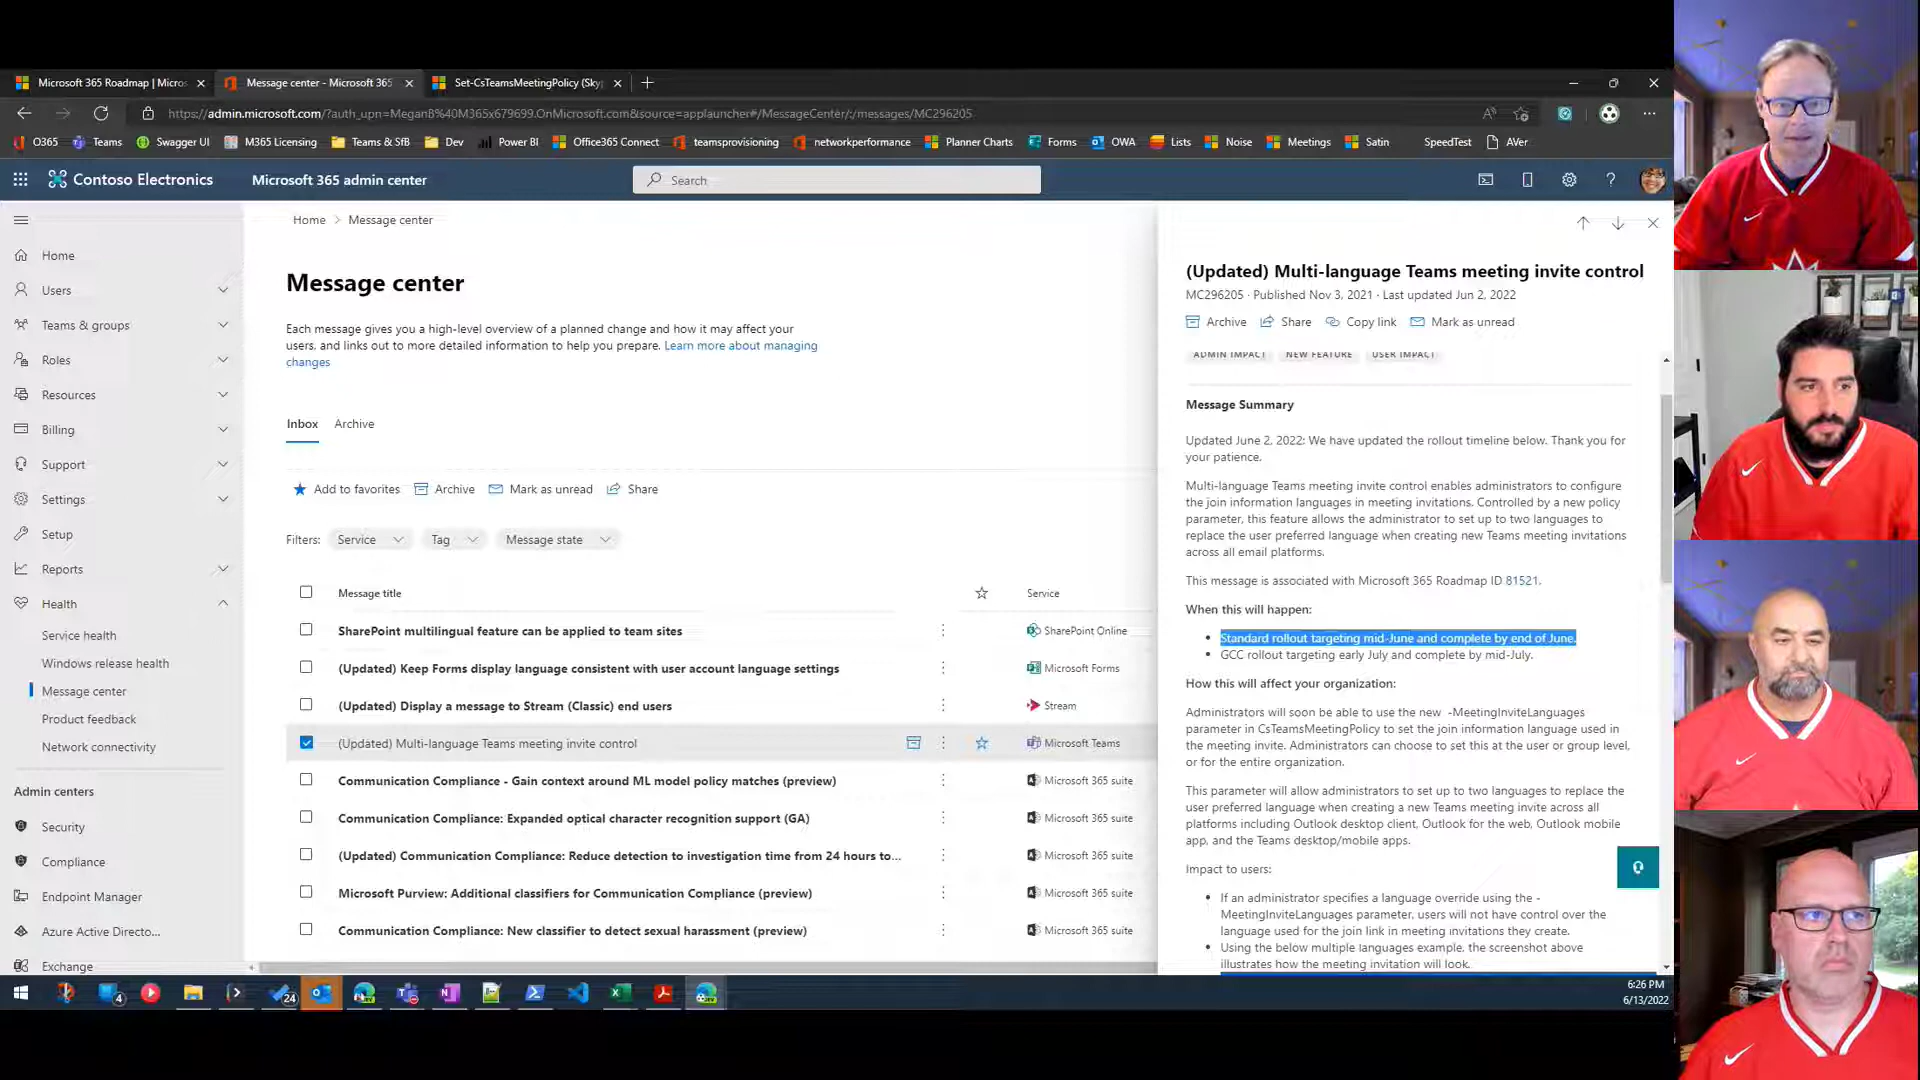 Microsoft 365 Roadmap | Micros
Message center - Microsoft 365
Set-CsTeamsMeetingPolicy (Sky
https://admin.microsoft.com/?auth_upn=MeganB%40M365x679699.OnMicrosoft.com&source=applauncher#/MessageCenter/:/messages/MC296205
O365
Teams
Swagger UI
M365 Licensing
Teams & SfB
Dev
Power BI
Office365 Connect
teamsprovisioning
networkperformance
Planner Charts
Forms
OWA
Lists
Noise
Meetings
Satin
SpeedTest
AVer
Contoso Electronics
Microsoft 365 admin center
Search
Home
Users
Teams & groups
Roles
Resources
Billing
Support
Settings
Setup
Reports
Health
Service health
Windows release health
Message center
Product feedback
Network connectivity
Admin centers
Security
Compliance
Endpoint Manager
Azure Active Directo...
Exchange
Home > Message center
Message center
Each message gives you a high-level overview of a planned change and how it may affect your
users, and links out to more detailed information to help you prepare. Learn more about managing
changes
Inbox
Archive
Add to favorites
Archive
Mark as unread
Share
Filters:
Service
Tag
Message state
Message title
Service
SharePoint multilingual feature can be applied to team sites
SharePoint Online
(Updated) Keep Forms display language consistent with user account language settings
Microsoft Forms
(Updated) Display a message to Stream (Classic) end users
Stream
(Updated) Multi-language Teams meeting invite control
Microsoft Teams
Communication Compliance - Gain context around ML model policy matches (preview)
Microsoft 365 suite
Communication Compliance: Expanded optical character recognition support (GA)
Microsoft 365 suite
(Updated) Communication Compliance: Reduce detection to investigation time from 24 hours to...
Microsoft 365 suite
Microsoft Purview: Additional classifiers for Communication Compliance (preview)
Microsoft 365 suite
Communication Compliance: New classifier to detect sexual harassment (preview)
Microsoft 365 suite
(Updated) Multi-language Teams meeting invite control
MC296205 · Published Nov 3, 2021 · Last updated Jun 2, 2022
Archive
Share
Copy link
Mark as unread
ADMIN IMPACT
NEW FEATURE
USER IMPACT
Message Summary
Updated June 2, 2022: We have updated the rollout timeline below. Thank you for
your patience.
Multi-language Teams meeting invite control enables administrators to configure
the join information languages in meeting invitations. Controlled by a new policy
parameter, this feature allows the administrator to set up to two languages to
replace the user preferred language when creating new Teams meeting invitations
across all email platforms.
This message is associated with Microsoft 365 Roadmap ID 81521.
When this will happen:
• Standard rollout targeting mid-June and complete by end of June.
• GCC rollout targeting early July and complete by mid-July.
How this will affect your organization:
Administrators will soon be able to use the new -MeetingInviteLanguages
parameter in CsTeamsMeetingPolicy to set the join information language used in
the meeting invite. Administrators can choose to set this at the user or group level,
or for the entire organization.
This parameter will allow administrators to set up to two languages to replace the
user preferred language when creating a new Teams meeting invite across all
platforms including Outlook desktop client, Outlook for the web, Outlook mobile
app, and the Teams desktop/mobile apps.
Impact to users:
• If an administrator specifies a language override using the -
MeetingInviteLanguages parameter, users will not have control over the
language used for the join link in meeting invitations they create.
• Using the below multiple languages example, the screenshot above
illustrates how the meeting invitation will look.
4
24
6:26 PM
6/13/2022